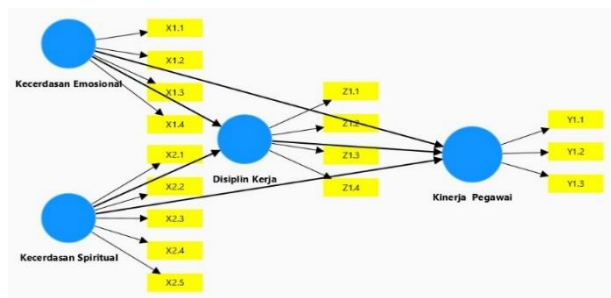 X1.1
X1.2
Kecerdasan Emosional
X1.3
X1.4
X2.1
X2.2
X2.3
X2.4
Kecerdasan Spiritual
X2.5
Z1.1
Z1.2
Z1.3
Disiplin Kerja
Z1.4
Y1.1
Y1.2
Y1.3
Kinerja Pegawai